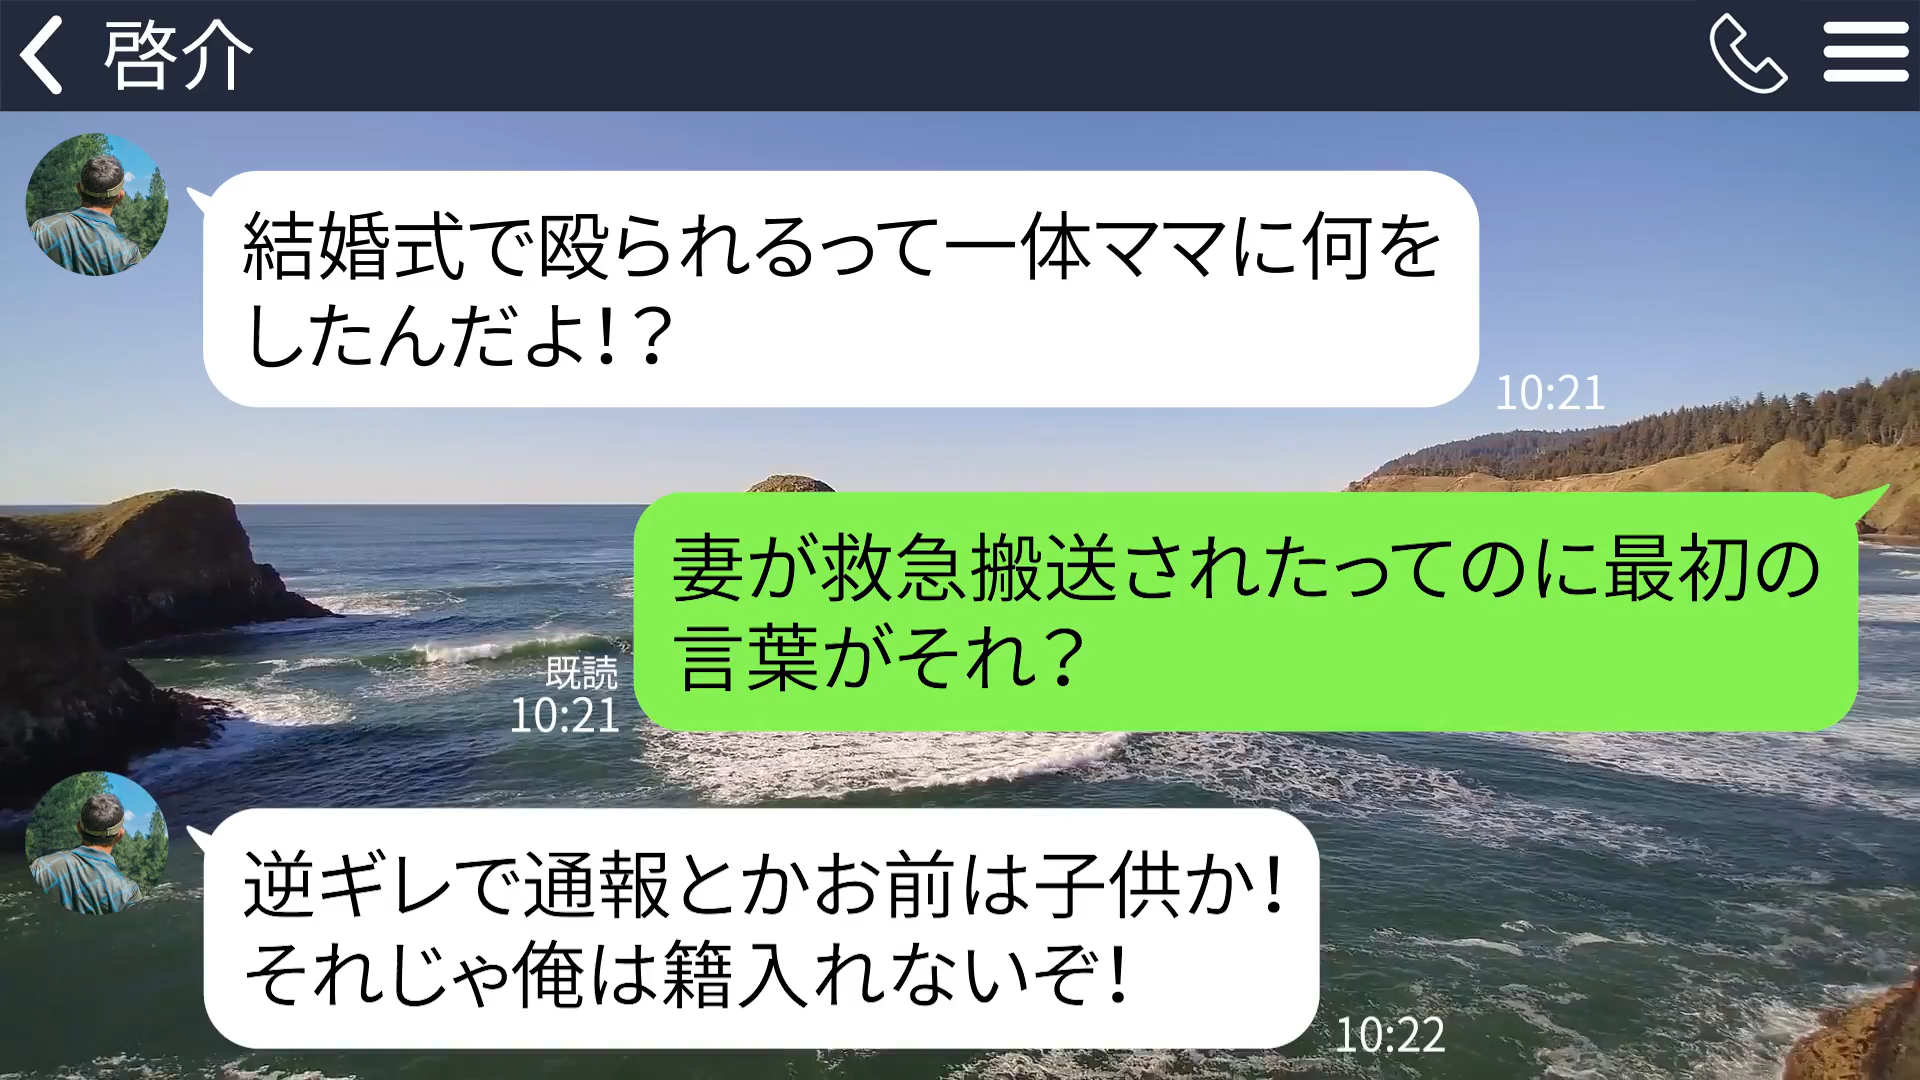 啓介
結婚式で殴られるって一体ママに何を
したんだよ！？
10:21
妻が救急搬送されたってのに最初の
言葉がそれ？
既読
10:21
逆ギレで通報とかお前は子供か！
それじゃ俺は籍入れないぞ！
10:22